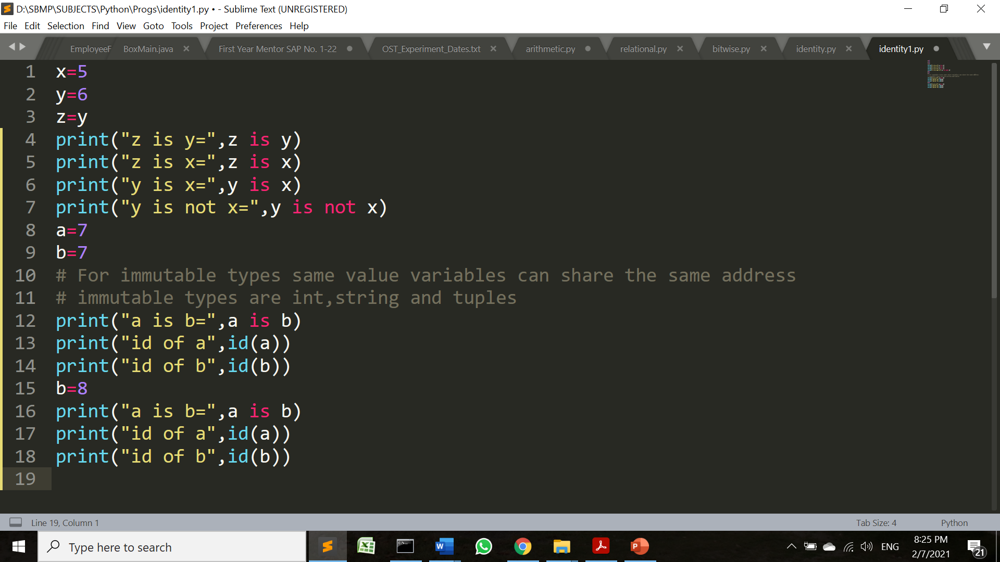 D:\SBMP\SUBJECTS\Python\Progs\identity1.py • - Sublime Text (UNREGISTERED)
File Edit Selection Find View Goto Tools Project Preferences Help
EmployeeF BoxMain.java First Year Mentor SAP No. 1-22 OST_Experiment_Dates.txt arithmetic.py relational.py bitwise.py identity.py identity1.py
1 x=5
2 y=6
3 z=y
4 print("z is y=",z is y)
5 print("z is x=",z is x)
6 print("y is x=",y is x)
7 print("y is not x=",y is not x)
8 a=7
9 b=7
10 # For immutable types same value variables can share the same address
11 # immutable types are int,string and tuples
12 print("a is b=",a is b)
13 print("id of a",id(a))
14 print("id of b",id(b))
15 b=8
16 print("a is b=",a is b)
17 print("id of a",id(a))
18 print("id of b",id(b))
19
Line 19, Column 1 Tab Size: 4 Python
Type here to search
ENG
8:25 PM
2/7/2021
21